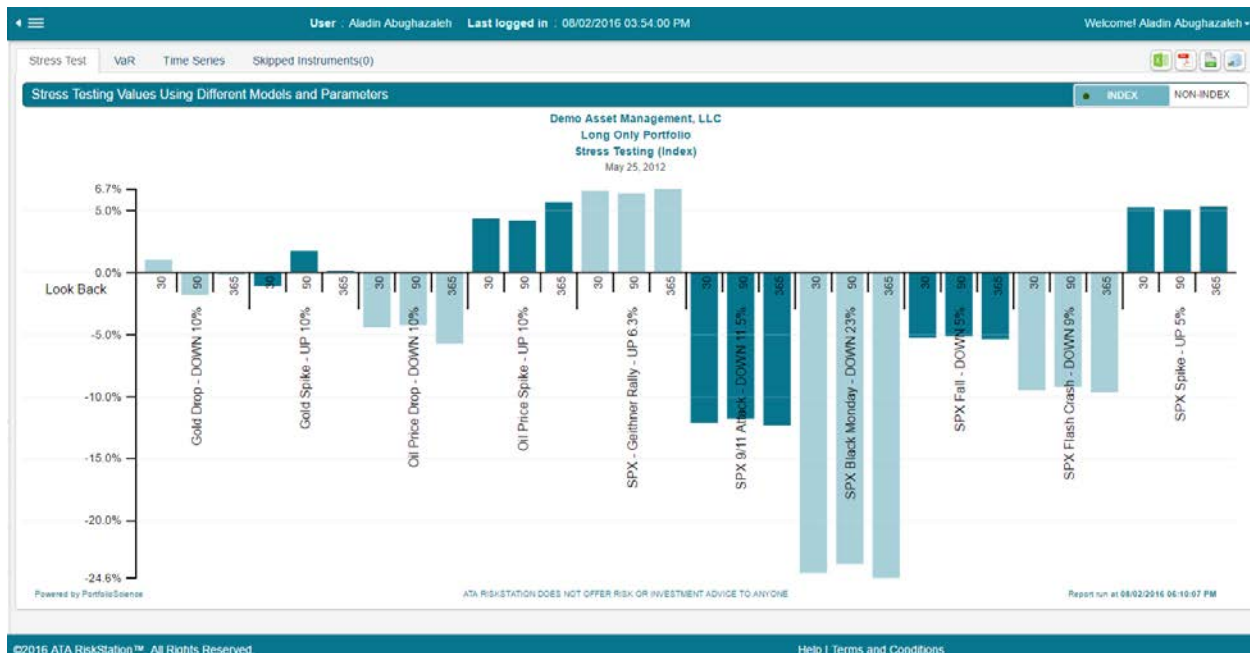 User : Aladin Abughazaleh Last logged in : 08/02/2016 03:54:00 PM Welcome! Aladin Abughazaleh
Stress Test VaR Time Series Skipped Instruments(0)
Stress Testing Values Using Different Models and Parameters INDEX NON-INDEX
Demo Asset Management, LLC
Long Only Portfolio
Stress Testing (Index)
May 25, 2012
6.7%
5.0%
0.0%
Look Back
-5.0%
-10.0%
-15.0%
-20.0%
-24.6%
30 90 365
Gold Drop - DOWN 10%
30 90 365
Gold Spike - UP 10%
30 90 365
Oil Price Drop - DOWN 10%
30 90 365
Oil Price Spike - UP 10%
30 90 365
SPX - Geithner Rally - UP 6.3%
30 90 365
SPX 9/11 Attack - DOWN 11.5%
30 90 365
SPX Black Monday - DOWN 23%
30 90 365
SPX Fall - DOWN 5%
30 90 365
SPX Flash Crash - DOWN 9%
30 90 365
SPX Spike - UP 5%
Powered by PortfolioScience ATA RISKSTATION DOES NOT OFFER RISK OR INVESTMENT ADVICE TO ANYONE Report run at 08/02/2016 06:10:07 PM
©2016 ATA RiskStation™ All Rights Reserved. Help | Terms and Conditions